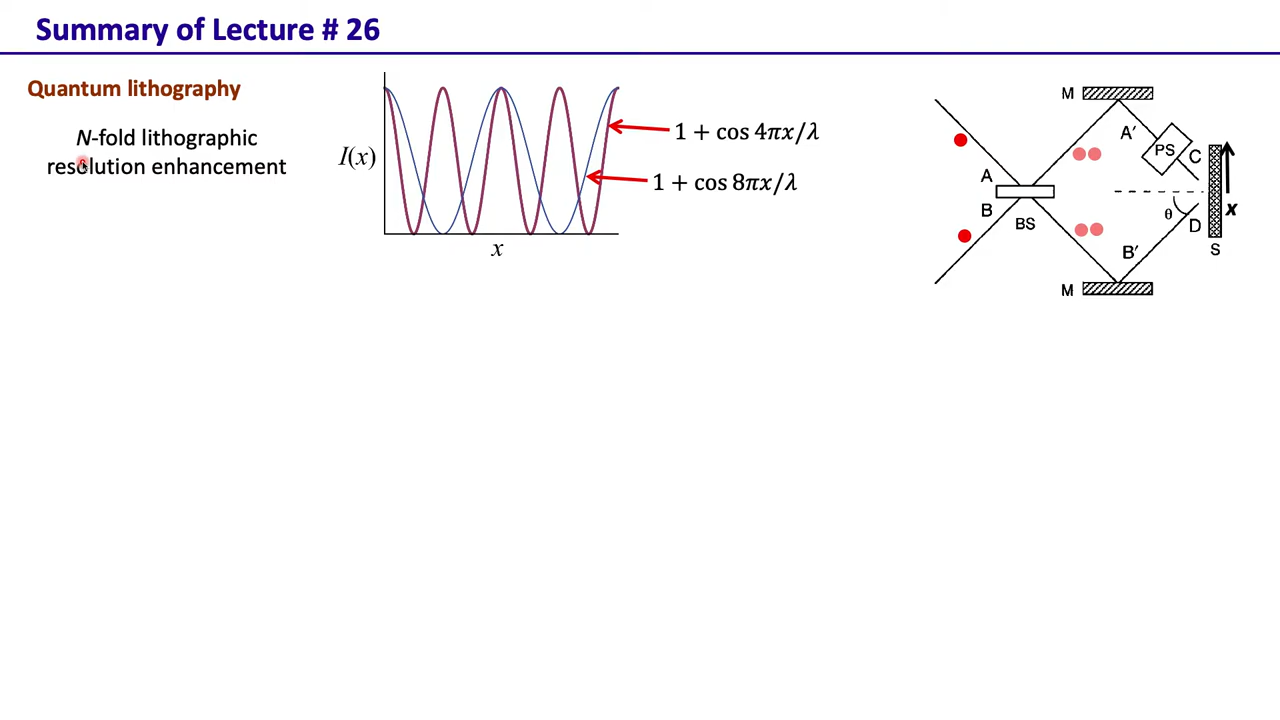 Summary of Lecture # 26
Quantum lithography
N-fold lithographic
resolution enhancement
I(x)
x
1 + cos 4πx/λ
1 + cos 8πx/λ
M
A′
PS
C
A
B
BS
θ
x
D
S
B′
M